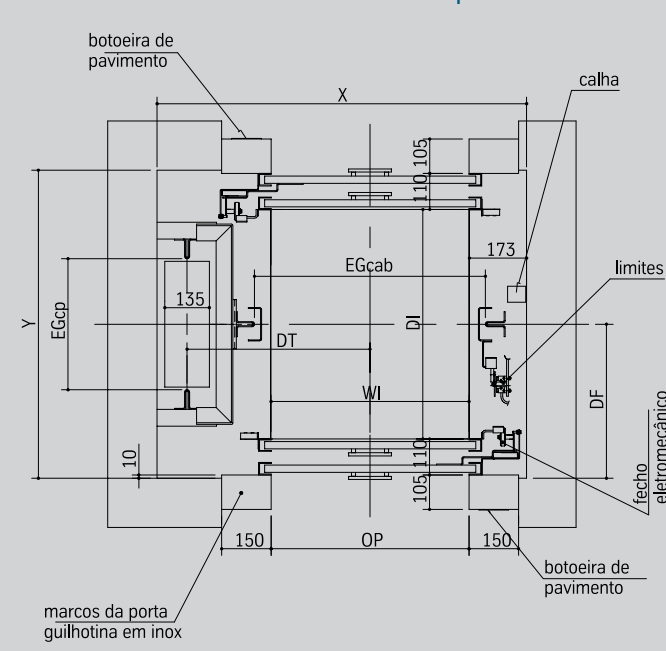 botoeira de
pavimento
X
calha
105
110
173
EGcab
limites
135
EGcp
Y
DI
DT
WI
DF
10
110
105
fecho
eletromecânico
150
OP
150
botoeira de
pavimento
marcos da porta
guilhotina em inox